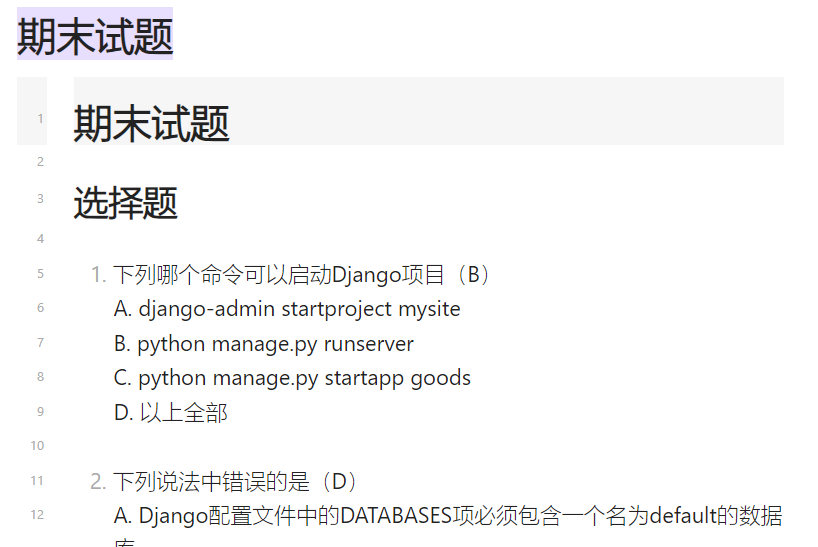 期末试题
1 期末试题
2
3 选择题
4
5 1. 下列哪个命令可以启动Django项目（B）
6 A. django-admin startproject mysite
7 B. python manage.py runserver
8 C. python manage.py startapp goods
9 D. 以上全部
10
11 2. 下列说法中错误的是（D）
12 A. Django配置文件中的DATABASES项必须包含一个名为default的数据
库